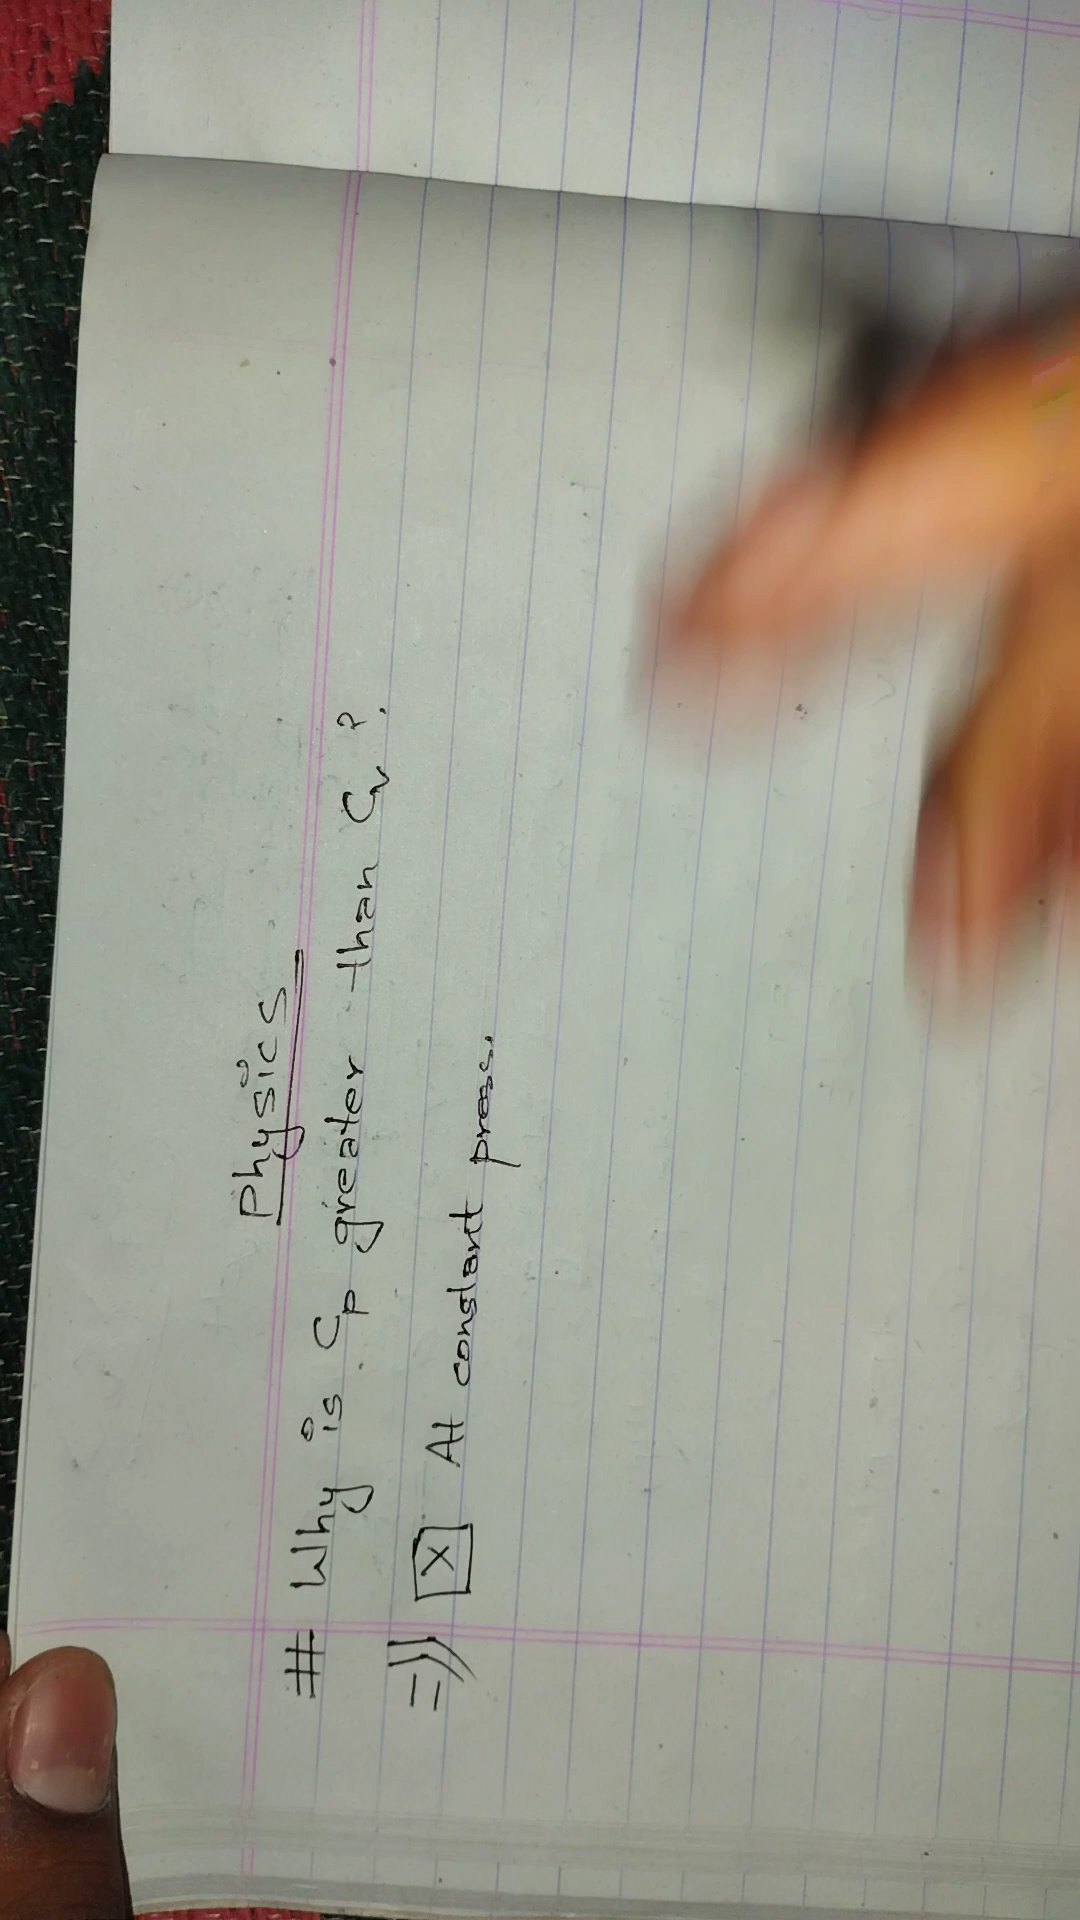 Physics
# Why is Cp greater than Cv?
=> [x] At constant press.